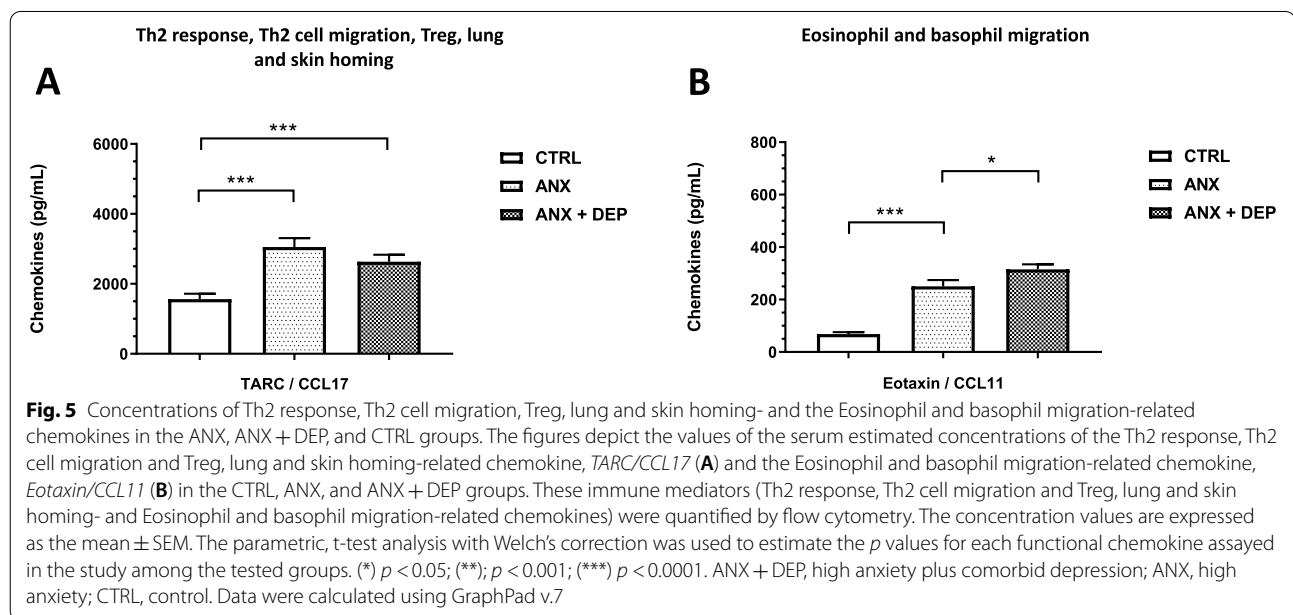 Th2 response, Th2 cell migration, Treg, lung
and skin homing
A
***
***
6000
4000
2000
0
Chemokines (pg/mL)
TARC / CCL17
CTRL
ANX
ANX + DEP
Eosinophil and basophil migration
B
*
***
800
600
400
200
0
Chemokines (pg/mL)
Eotaxin / CCL11
CTRL
ANX
ANX + DEP
Fig. 5 Concentrations of Th2 response, Th2 cell migration, Treg, lung and skin homing- and the Eosinophil and basophil migration-related
chemokines in the ANX, ANX + DEP, and CTRL groups. The figures depict the values of the serum estimated concentrations of the Th2 response, Th2
cell migration and Treg, lung and skin homing-related chemokine, TARC/CCL17 (A) and the Eosinophil and basophil migration-related chemokine,
Eotaxin/CCL11 (B) in the CTRL, ANX, and ANX + DEP groups. These immune mediators (Th2 response, Th2 cell migration and Treg, lung and skin
homing- and Eosinophil and basophil migration-related chemokines) were quantified by flow cytometry. The concentration values are expressed
as the mean ± SEM. The parametric, t-test analysis with Welch's correction was used to estimate the p values for each functional chemokine assayed
in the study among the tested groups. (*) p < 0.05; (**); p < 0.001; (***) p < 0.0001. ANX + DEP, high anxiety plus comorbid depression; ANX, high
anxiety; CTRL, control. Data were calculated using GraphPad v.7